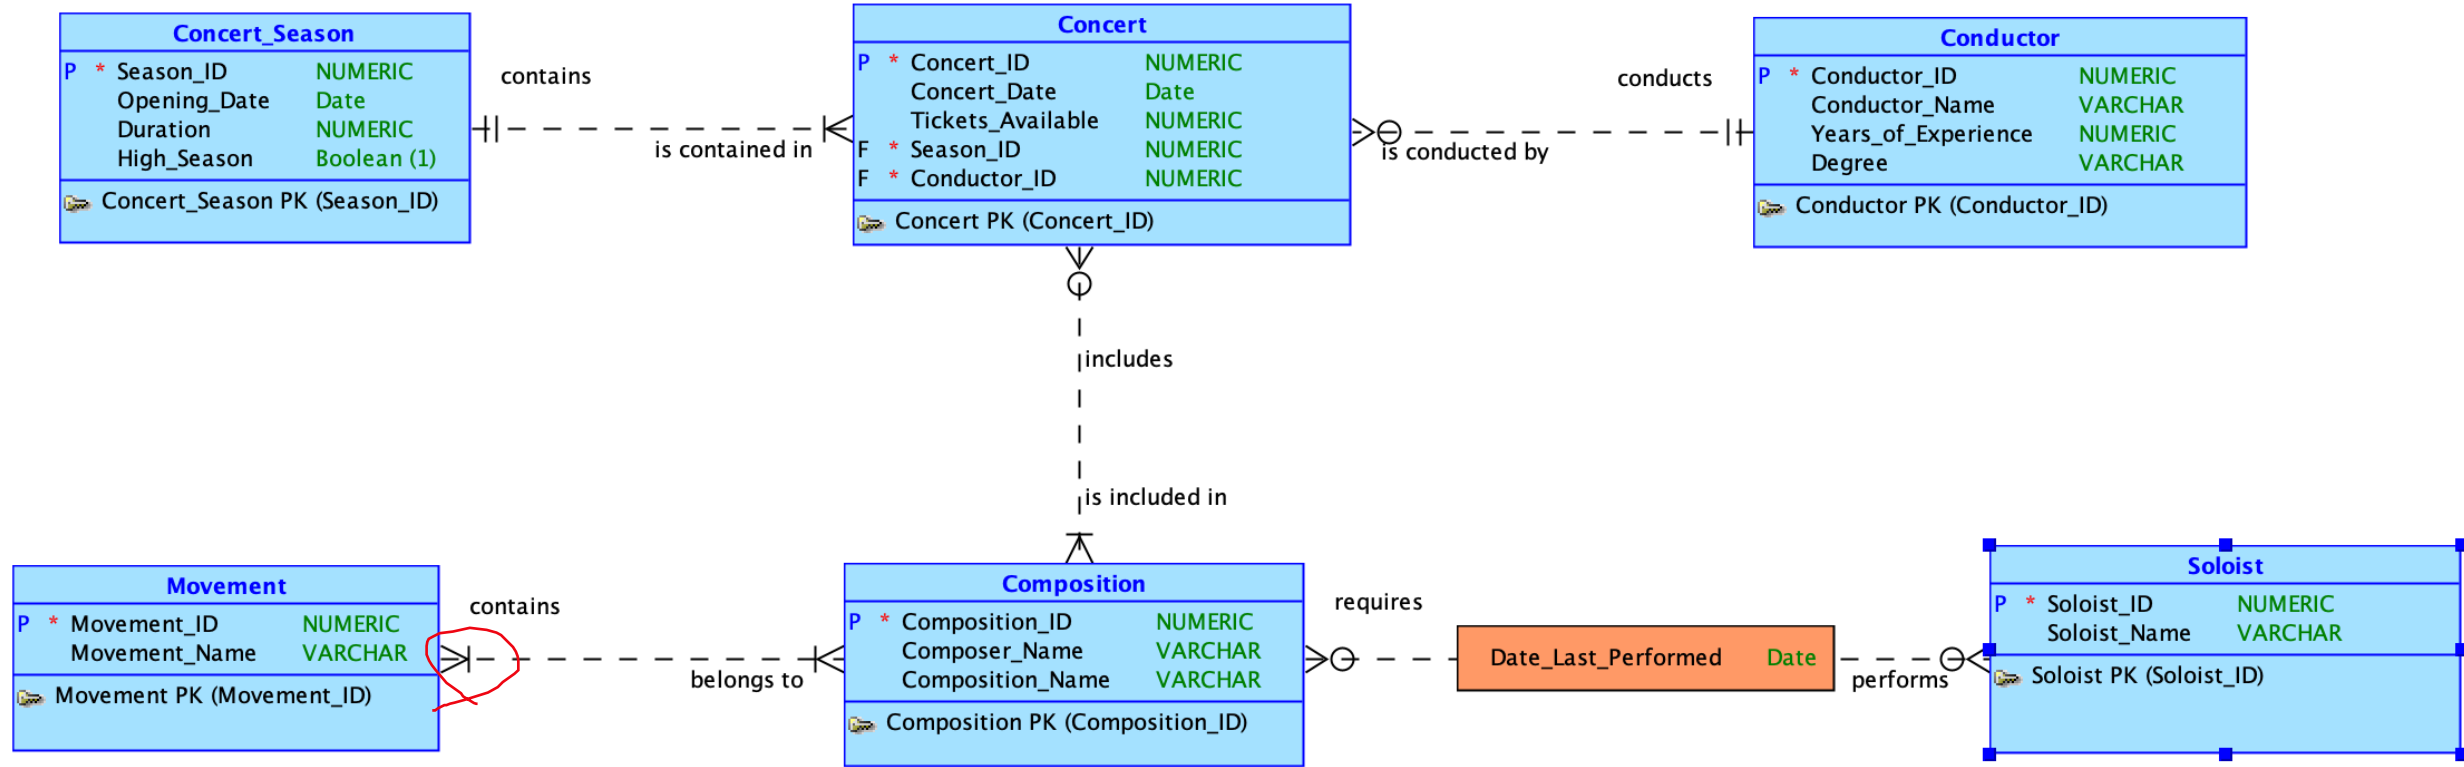 Concert_Season
P * Season_ID NUMERIC
Opening_Date Date
Duration NUMERIC
High_Season Boolean (1)
Concert_Season PK (Season_ID)
contains
is contained in
Concert
P * Concert_ID NUMERIC
Concert_Date Date
Tickets_Available NUMERIC
F * Season_ID NUMERIC
F * Conductor_ID NUMERIC
Concert PK (Concert_ID)
conducts
is conducted by
Conductor
P * Conductor_ID NUMERIC
Conductor_Name VARCHAR
Years_of_Experience NUMERIC
Degree VARCHAR
Conductor PK (Conductor_ID)
includes
is included in
Movement
P * Movement_ID NUMERIC
Movement_Name VARCHAR
Movement PK (Movement_ID)
contains
belongs to
Composition
P * Composition_ID NUMERIC
Composer_Name VARCHAR
Composition_Name VARCHAR
Composition PK (Composition_ID)
requires
Date_Last_Performed Date
performs
Soloist
P * Soloist_ID NUMERIC
Soloist_Name VARCHAR
Soloist PK (Soloist_ID)